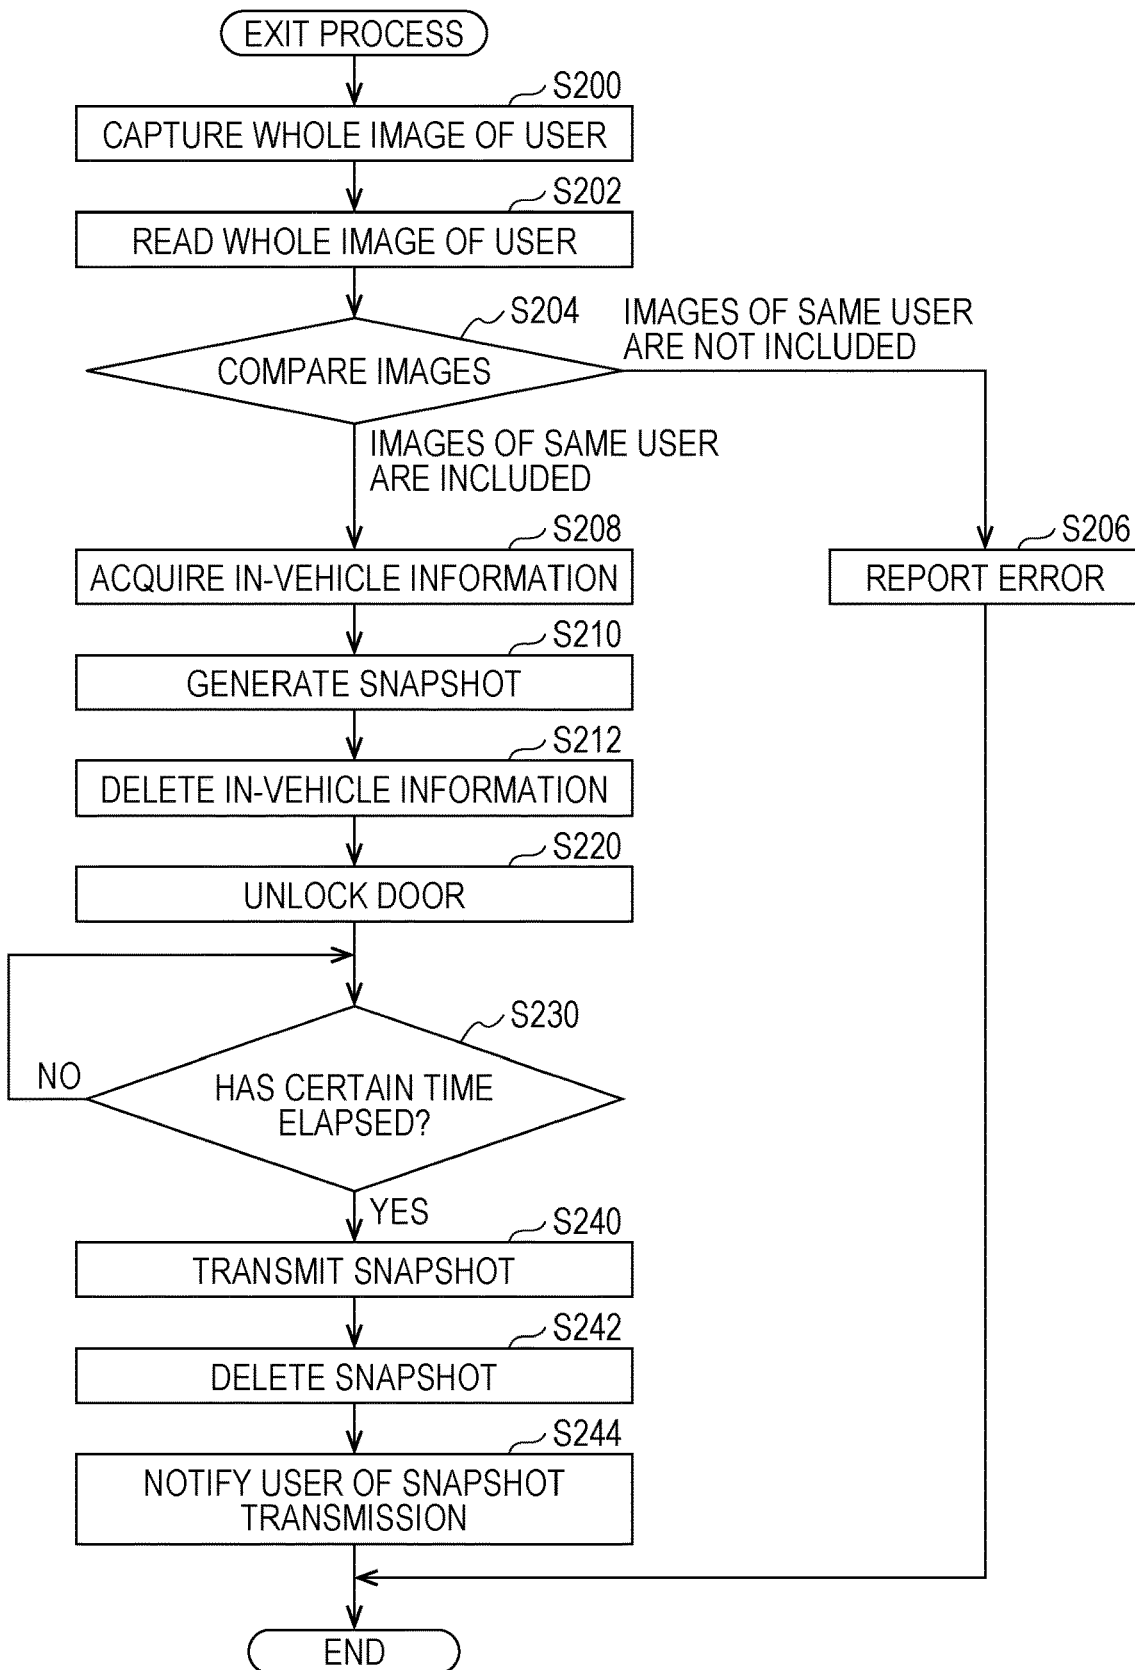 EXIT PROCESS
S200
CAPTURE WHOLE IMAGE OF USER
S202
READ WHOLE IMAGE OF USER
S204
COMPARE IMAGES
IMAGES OF SAME USER
ARE NOT INCLUDED
IMAGES OF SAME USER
ARE INCLUDED
S208
ACQUIRE IN-VEHICLE INFORMATION
S206
REPORT ERROR
S210
GENERATE SNAPSHOT
S212
DELETE IN-VEHICLE INFORMATION
S220
UNLOCK DOOR
S230
HAS CERTAIN TIME
ELAPSED?
NO
YES
S240
TRANSMIT SNAPSHOT
S242
DELETE SNAPSHOT
S244
NOTIFY USER OF SNAPSHOT
TRANSMISSION
END